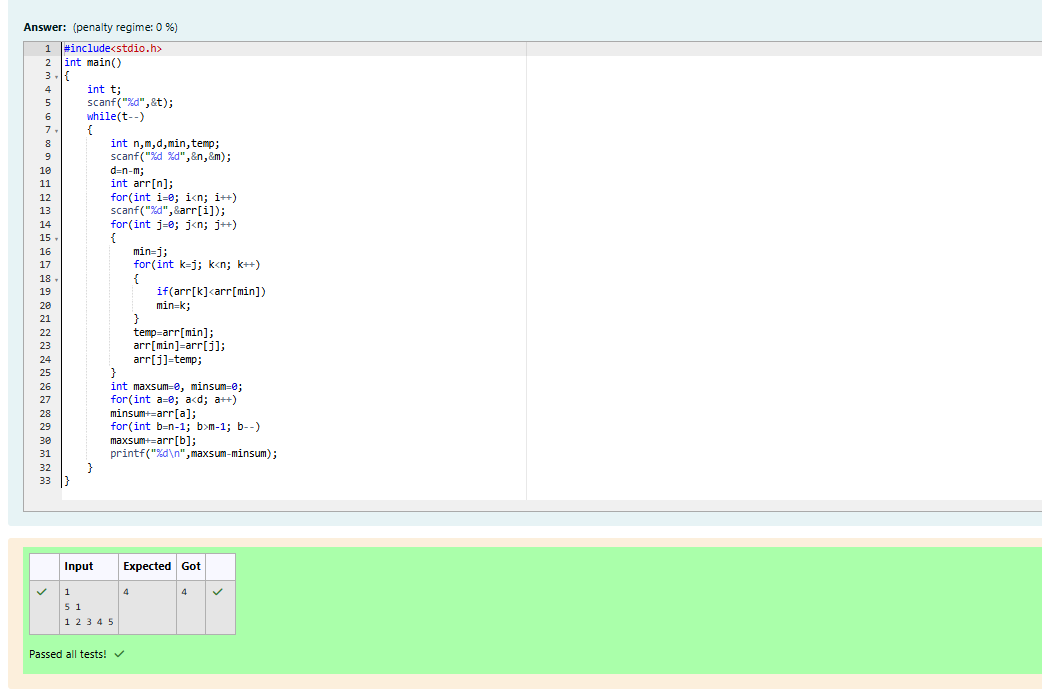 Answer: (penalty regime: 0 %)
1 #include<stdio.h>
2 int main()
3 {
4     int t;
5     scanf("%d",&t);
6     while(t--)
7     {
8         int n,m,d,min,temp;
9         scanf("%d %d",&n,&m);
10         d=n-m;
11         int arr[n];
12         for(int i=0; i<n; i++)
13         scanf("%d",&arr[i]);
14         for(int j=0; j<n; j++)
15         {
16             min=j;
17             for(int k=j; k<n; k++)
18             {
19                 if(arr[k]<arr[min])
20                 min=k;
21             }
22             temp=arr[min];
23             arr[min]=arr[j];
24             arr[j]=temp;
25         }
26         int maxsum=0, minsum=0;
27         for(int a=0; a<d; a++)
28         minsum+=arr[a];
29         for(int b=n-1; b>m-1; b--)
30         maxsum+=arr[b];
31         printf("%d\n",maxsum-minsum);
32     }
33 }
Input Expected Got
1 4 4
5 1
1 2 3 4 5
Passed all tests!